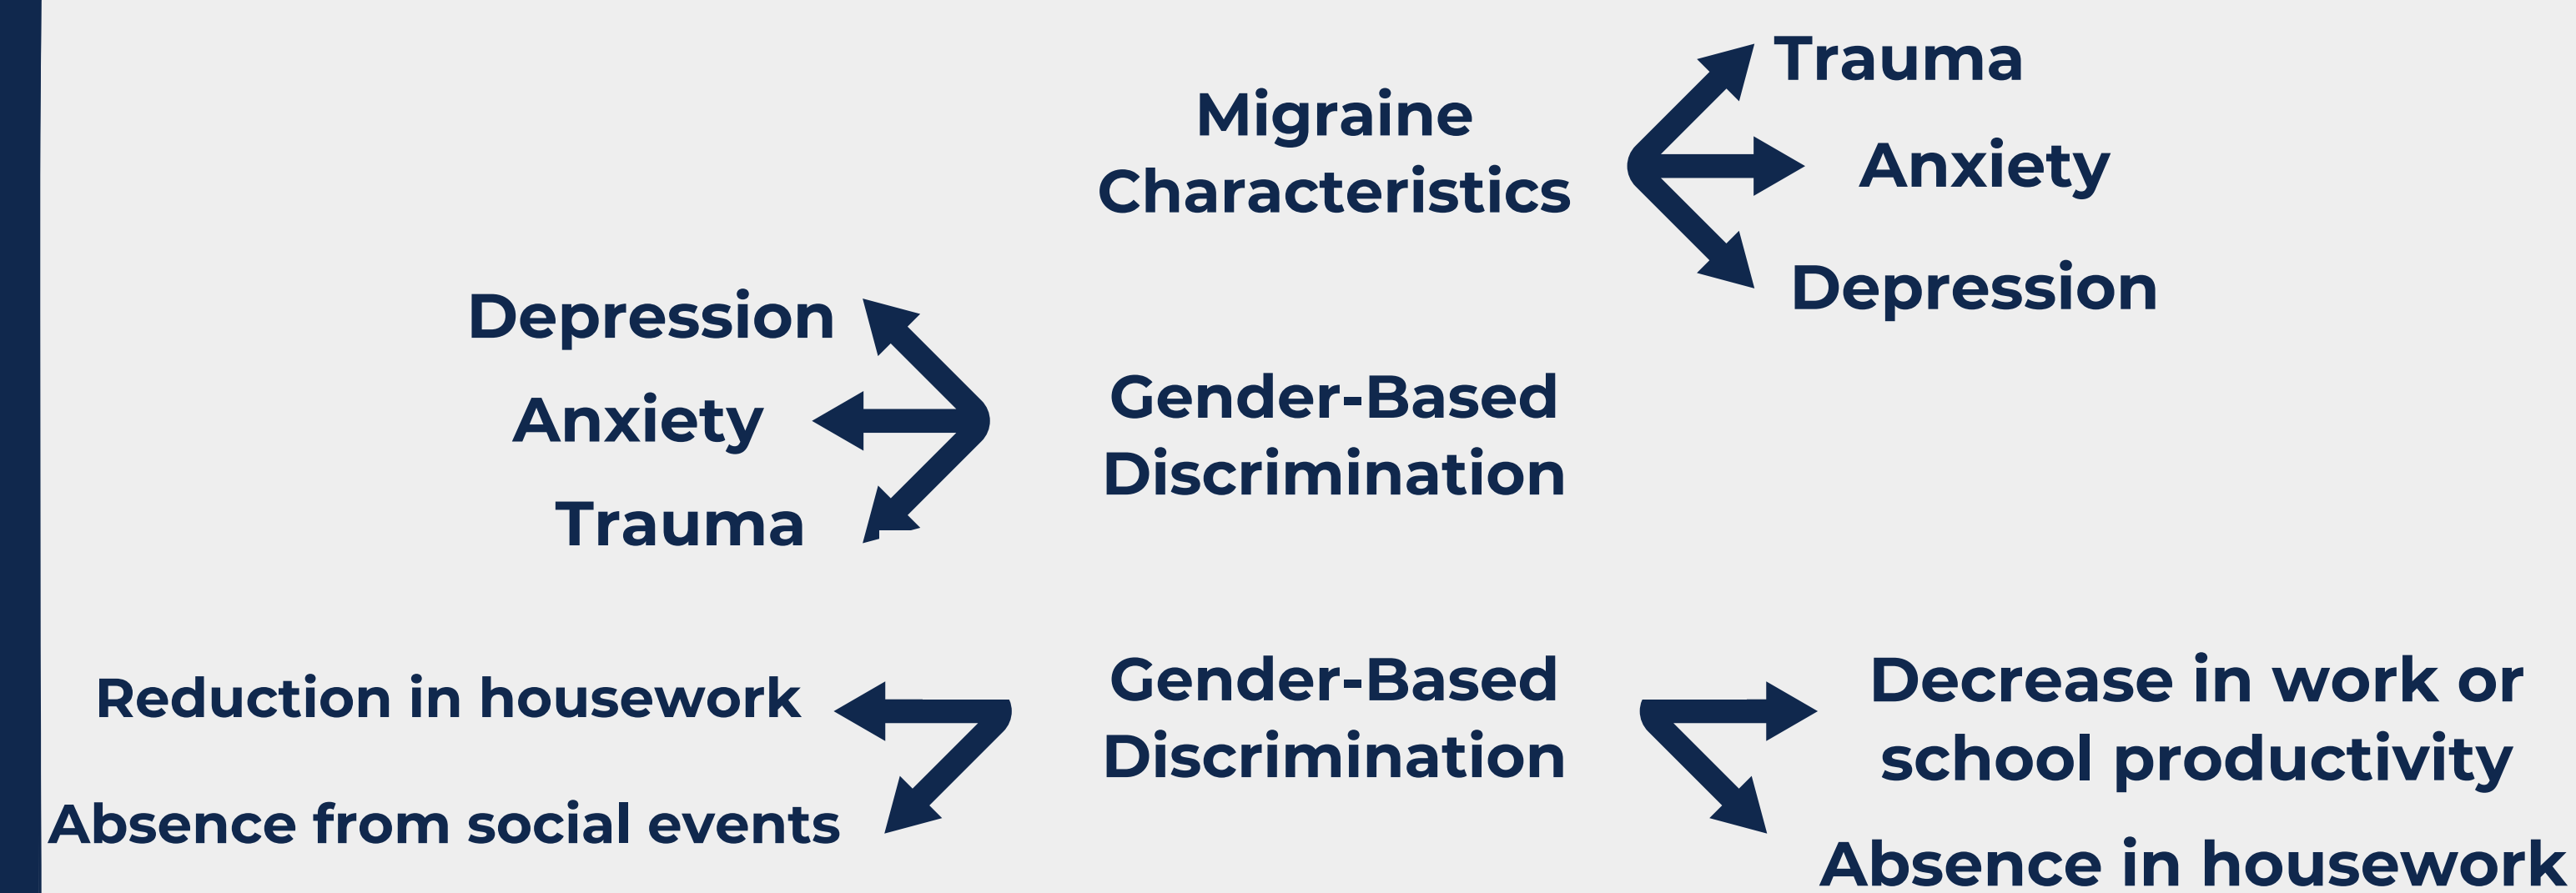 Migraine
Characteristics
Trauma
Anxiety
Depression
Depression
Anxiety
Trauma
Gender-Based
Discrimination
Reduction in housework
Absence from social events
Gender-Based
Discrimination
Decrease in work or
school productivity
Absence in housework